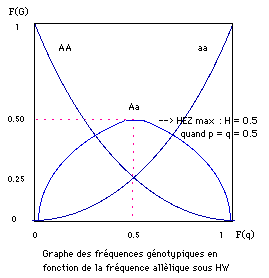 F(G)
1
AA
aa
Aa
0.50
--> HEZ max : H = 0.5
quand p = q = 0.5
0.25
0
0
0.5
1
F(q)
Graphe des fréquences génotypiques en
fonction de la fréquence allèlique sous HW